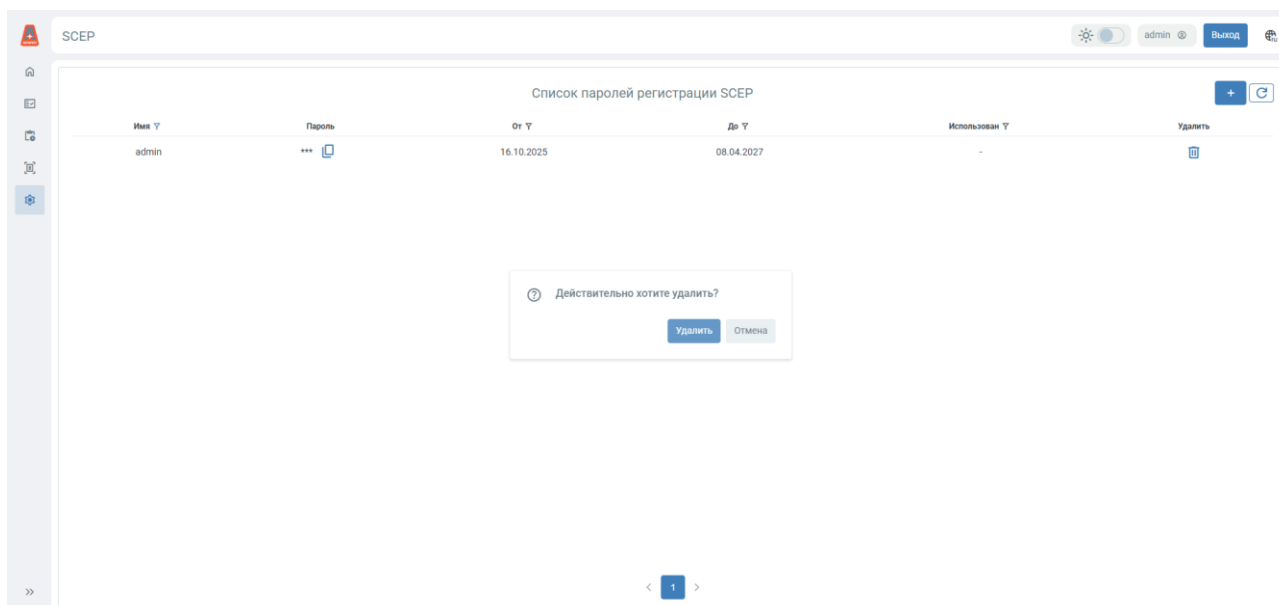 SCEP
admin
Выход
ru
Список паролей регистрации SCEP
+
Имя Пароль От До Использован Удалить
admin *** 16.10.2025 08.04.2027 -
Действительно хотите удалить?
Удалить Отмена
< 1 >